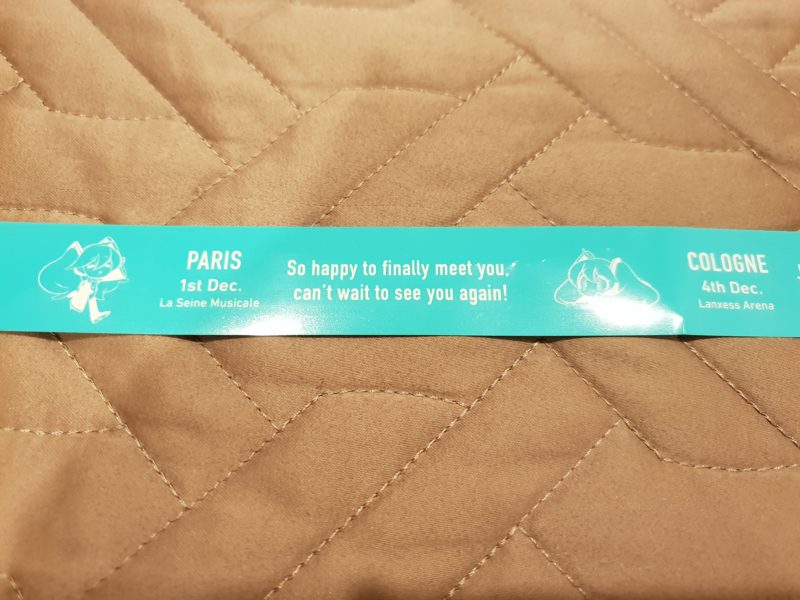 PARIS
1st Dec.
La Seine Musicale
So happy to finally meet you,
can't wait to see you again!
COLOGNE
4th Dec.
Lanxess Arena